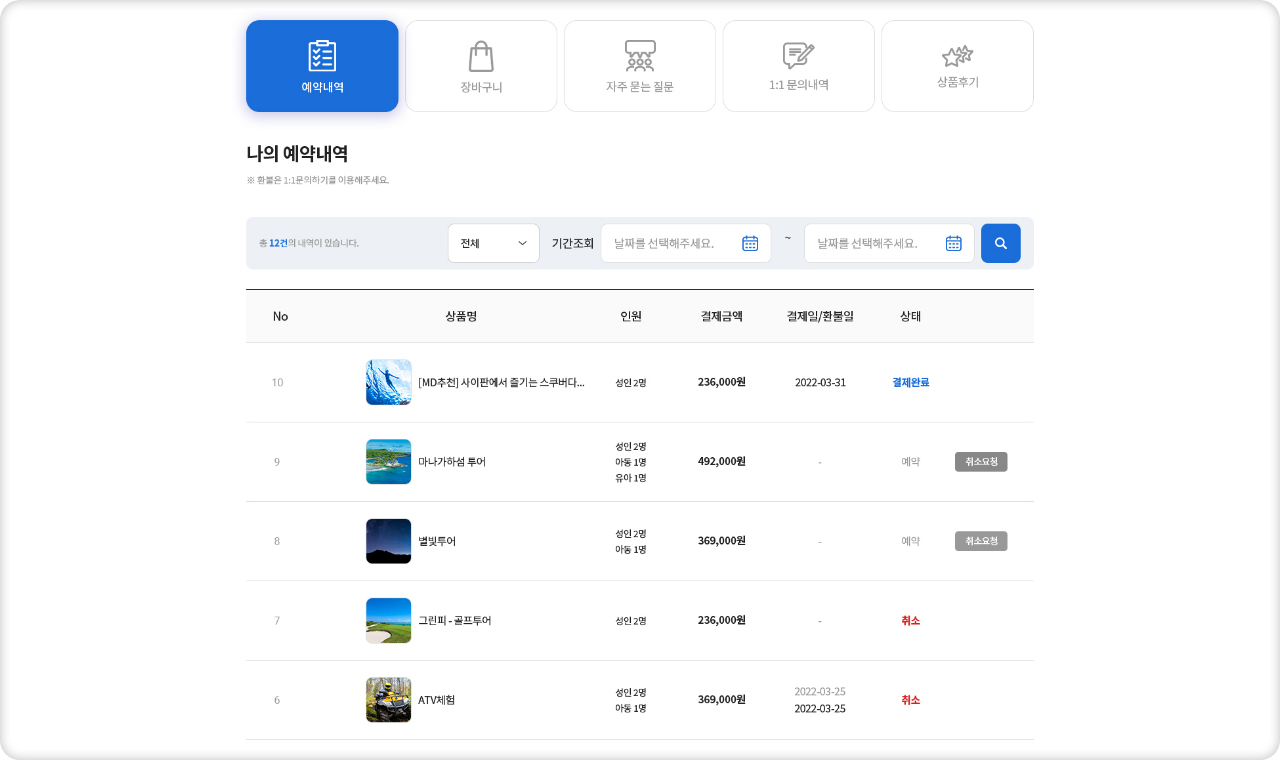 예약내역
장바구니
자주 묻는 질문
1:1 문의내역
상품후기
나의 예약내역
※ 환불은 1:1문의하기를 이용해주세요.
총 12건의 내역이 있습니다.
전체
기간조회
날짜를 선택해주세요.
~
날짜를 선택해주세요.
No 상품명 인원 결제금액 결제일/환불일 상태
10 [MD추천] 사이판에서 즐기는 스쿠버다... 성인 2명 236,000원 2022-03-31 결제완료
9 마나가하섬 투어 성인 2명 492,000원 - 예약 취소요청
아동 1명
유아 1명
8 별빛투어 성인 2명 369,000원 - 예약 취소요청
아동 1명
7 그린피 - 골프투어 성인 2명 236,000원 - 취소
6 ATV체험 성인 2명 369,000원 2022-03-25 취소
아동 1명 2022-03-25